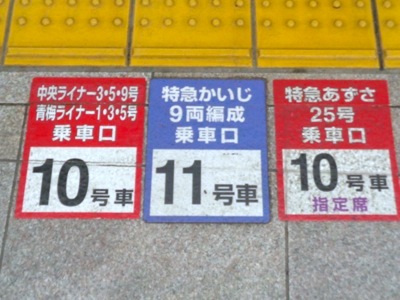 中央ライナー3・5・9号
青梅ライナー1・3・5号
乗車口
10号車
特急かいじ
9両編成
乗車口
11号車
特急あずさ
25号
乗車口
10号車
指定席